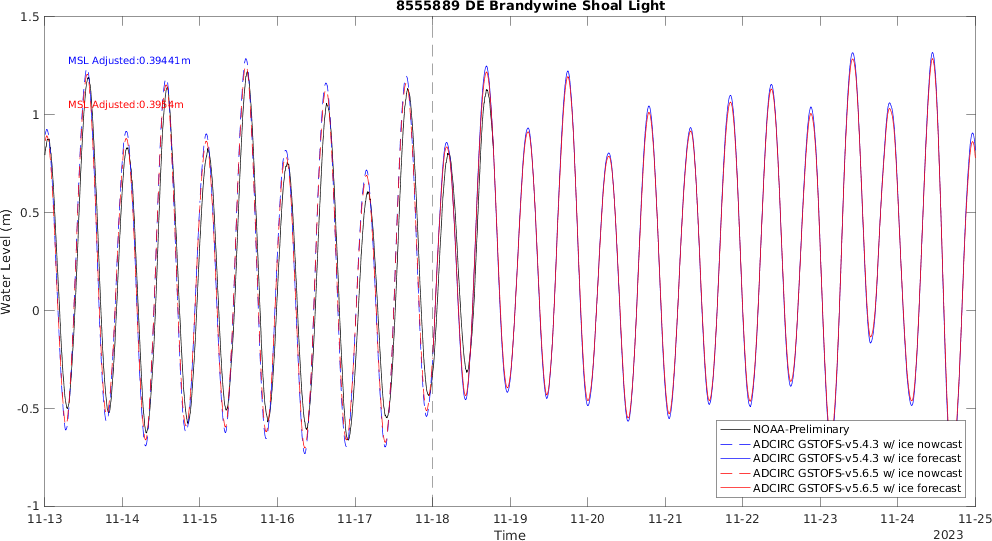 8555889 DE Brandywine Shoal Light
1.5
1
0.5
0
-0.5
-1
Water Level (m)
MSL Adjusted:0.39441m
MSL Adjusted:0.3954m
NOAA-Preliminary
ADCIRC GSTOFS-v5.4.3 w/ ice nowcast
ADCIRC GSTOFS-v5.4.3 w/ ice forecast
ADCIRC GSTOFS-v5.6.5 w/ ice nowcast
ADCIRC GSTOFS-v5.6.5 w/ ice forecast
11-13 11-14 11-15 11-16 11-17 11-18 11-19 11-20 11-21 11-22 11-23 11-24 11-25
Time
2023